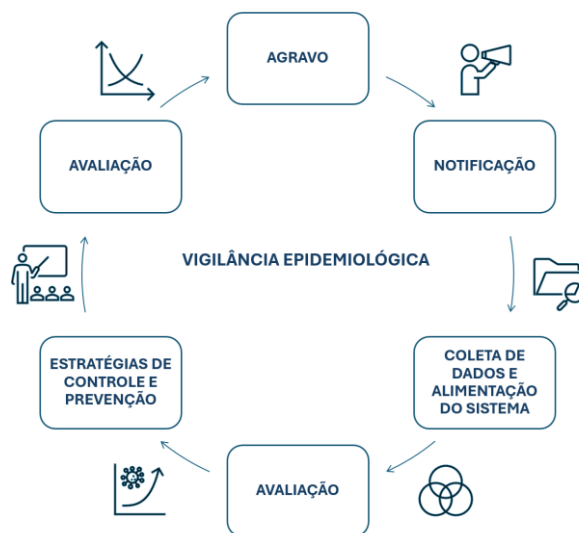 AGRAVO
NOTIFICAÇÃO
COLETA DE
DADOS E
ALIMENTAÇÃO
DO SISTEMA
AVALIAÇÃO
ESTRATÉGIAS DE
CONTROLE E
PREVENÇÃO
AVALIAÇÃO
VIGILÂNCIA EPIDEMIOLÓGICA